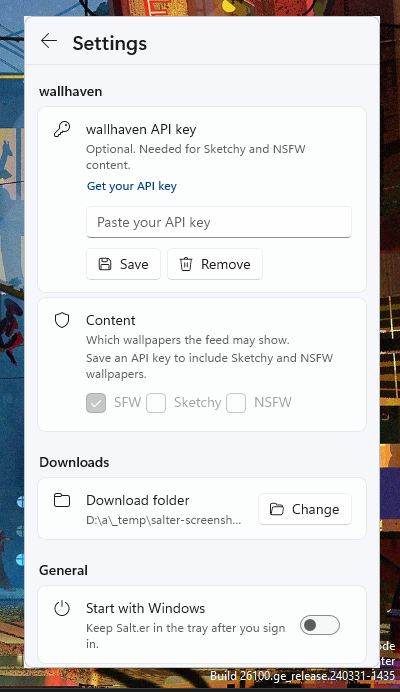 Settings
wallhaven
wallhaven API key
Optional. Needed for Sketchy and NSFW
content.
Get your API key
Paste your API key
Save
Remove
Content
Which wallpapers the feed may show.
Save an API key to include Sketchy and NSFW
wallpapers.
SFW
Sketchy
NSFW
Downloads
Download folder
D:\a\_temp\salter-screensh...
Change
General
Start with Windows
Keep Salt.er in the tray after you sign
in.
Build 26100.ge_release.240331-1435